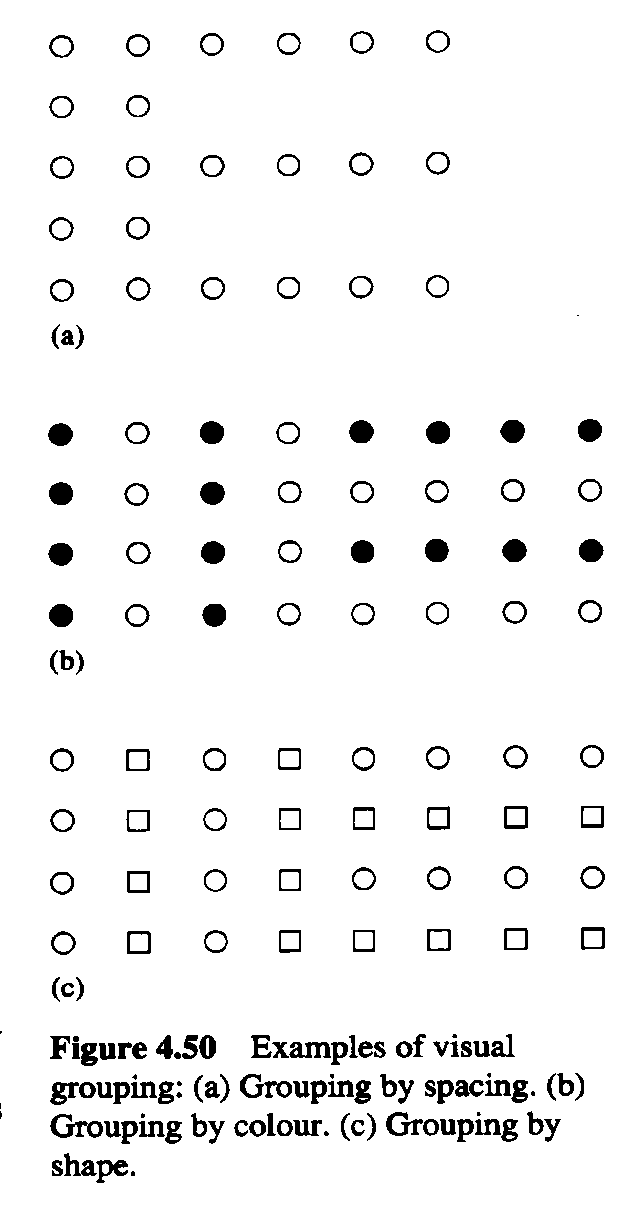 (a)
(b)
(c)
Figure 4.50 Examples of visual
grouping: (a) Grouping by spacing. (b)
Grouping by colour. (c) Grouping by
shape.